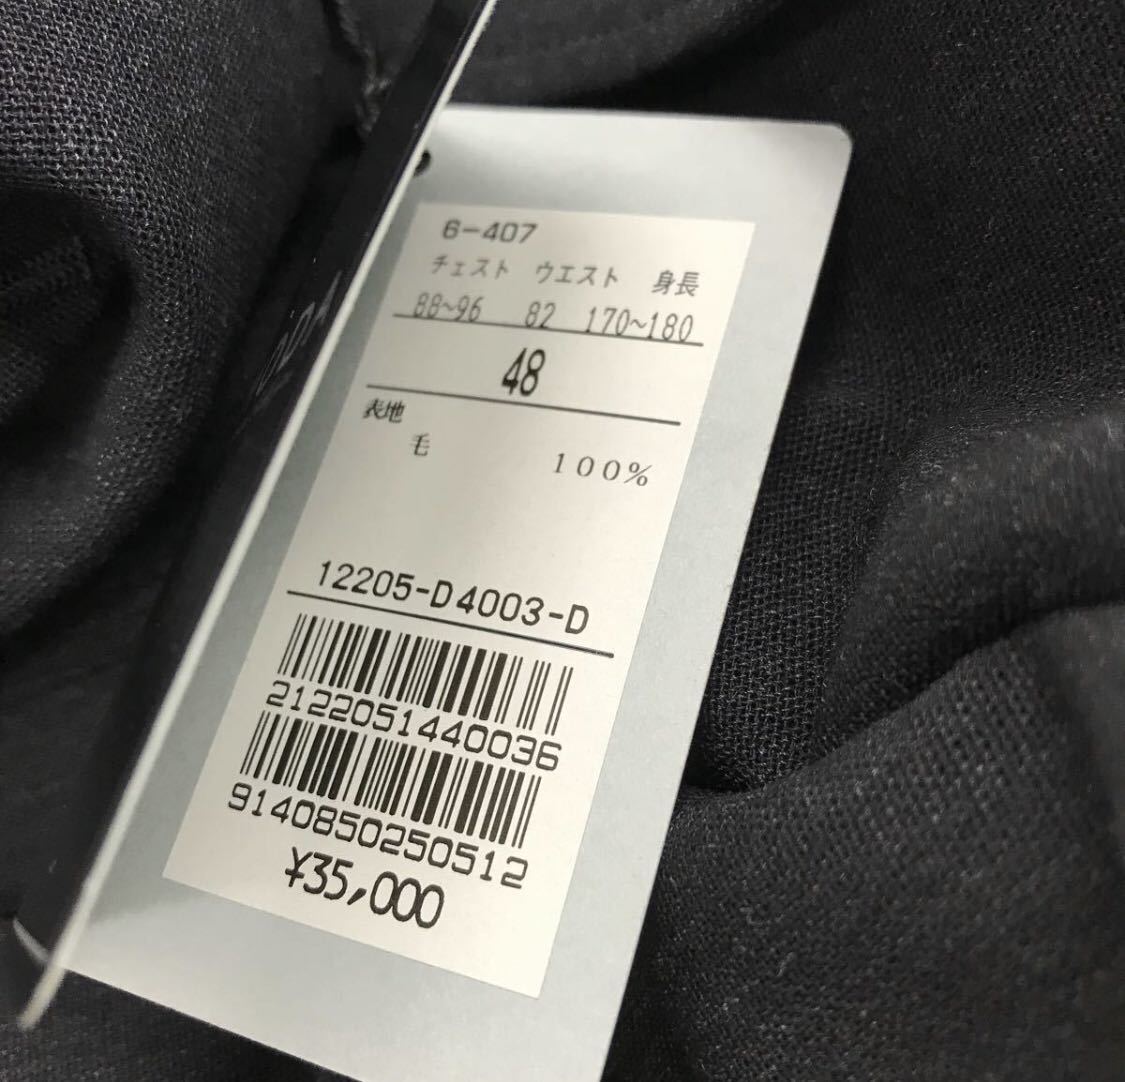 6-407
チェスト ウエスト 身長
88~96 82 170~180
48
表地
毛 100%
12205-D4003-D
2122051440036
9140850250512
¥35,000